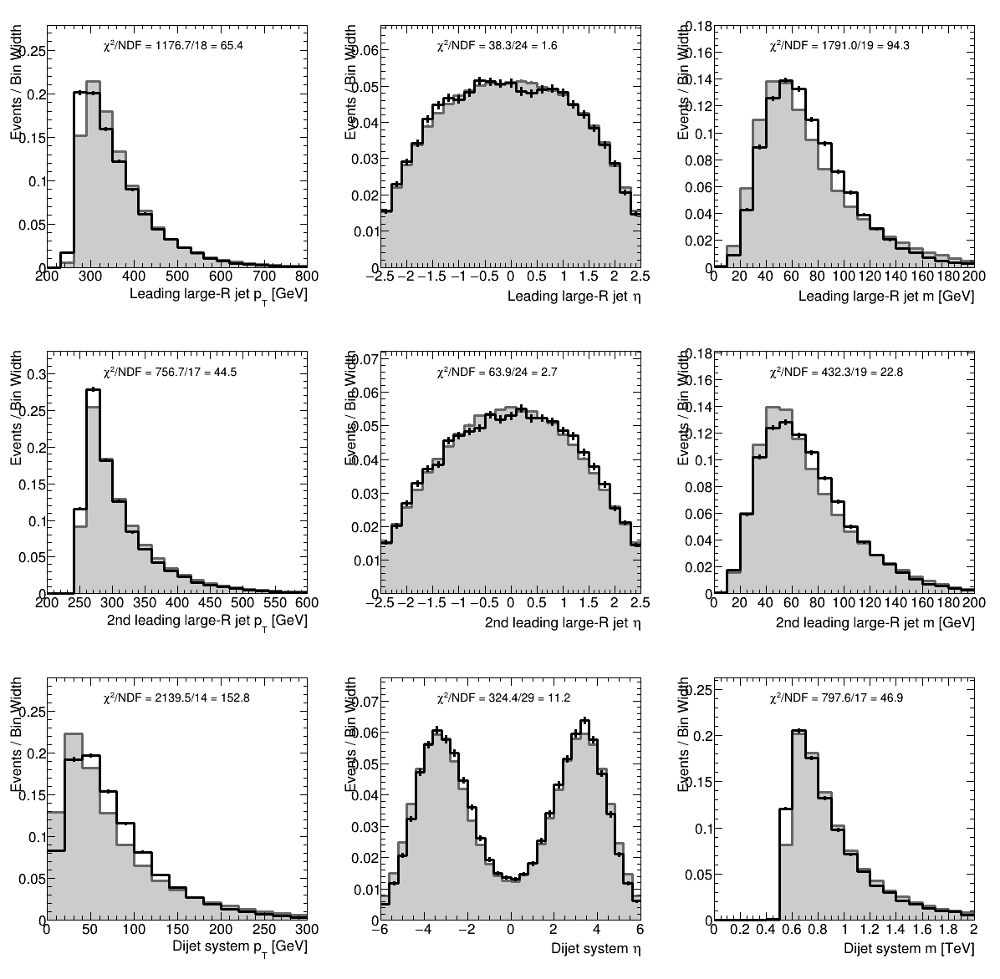 Events / Bin Width
χ²/NDF = 1176.7/18 = 65.4
0.25
0.2
0.15
0.1
0.05
0
200 300 400 500 600 700 800
Leading large-R jet p_T [GeV]
Events / Bin Width
χ²/NDF = 38.3/24 = 1.6
0.06
0.05
0.04
0.03
0.02
0.01
0
−2.5 −2 −1.5 −1 −0.5 0 0.5 1 1.5 2 2.5
Leading large-R jet η
Events / Bin Width
χ²/NDF = 1791.0/19 = 94.3
0.18
0.16
0.14
0.12
0.1
0.08
0.06
0.04
0.02
0
0 20 40 60 80 100 120 140 160 180 200
Leading large-R jet m [GeV]
Events / Bin Width
χ²/NDF = 756.7/17 = 44.5
0.3
0.25
0.2
0.15
0.1
0.05
0
200 250 300 350 400 450 500 550 600
2nd leading large-R jet p_T [GeV]
Events / Bin Width
χ²/NDF = 63.9/24 = 2.7
0.07
0.06
0.05
0.04
0.03
0.02
0.01
0
−2.5 −2 −1.5 −1 −0.5 0 0.5 1 1.5 2 2.5
2nd leading large-R jet η
Events / Bin Width
χ²/NDF = 432.3/19 = 22.8
0.18
0.16
0.14
0.12
0.1
0.08
0.06
0.04
0.02
0
0 20 40 60 80 100 120 140 160 180 200
2nd leading large-R jet m [GeV]
Events / Bin Width
χ²/NDF = 2139.5/14 = 152.8
0.25
0.2
0.15
0.1
0.05
0
0 50 100 150 200 250 300
Dijet system p_T [GeV]
Events / Bin Width
χ²/NDF = 324.4/29 = 11.2
0.07
0.06
0.05
0.04
0.03
0.02
0.01
0
−6 −4 −2 0 2 4 6
Dijet system η
Events / Bin Width
χ²/NDF = 797.6/17 = 46.9
0.25
0.2
0.15
0.1
0.05
0
0 0.2 0.4 0.6 0.8 1 1.2 1.4 1.6 1.8 2
Dijet system m [TeV]